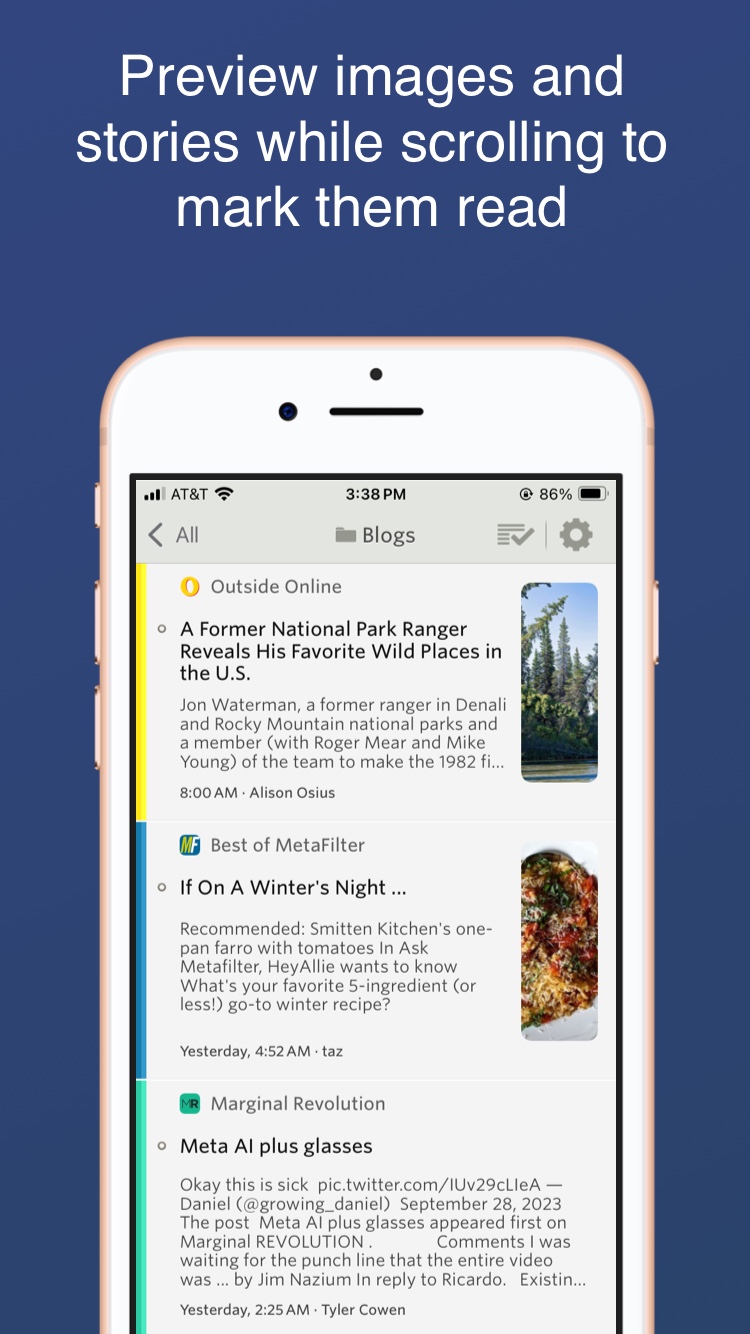 Preview images and
stories while scrolling to
mark them read
AT&T 3:38 PM 86%
All Blogs
Outside Online
A Former National Park Ranger
Reveals His Favorite Wild Places in
the U.S.
Jon Waterman, a former ranger in Denali
and Rocky Mountain national parks and
a member (with Roger Mear and Mike
Young) of the team to make the 1982 fi...
8:00 AM · Alison Osius
MF Best of MetaFilter
If On A Winter's Night ...
Recommended: Smitten Kitchen's one-
pan farro with tomatoes In Ask
Metafilter, HeyAllie wants to know
What's your favorite 5-ingredient (or
less!) go-to winter recipe?
Yesterday, 4:52 AM · taz
MR Marginal Revolution
Meta AI plus glasses
Okay this is sick pic.twitter.com/IUv29cLIeA —
Daniel (@growing_daniel) September 28, 2023
The post Meta AI plus glasses appeared first on
Marginal REVOLUTION . Comments I was
waiting for the punch line that the entire video
was ... by Jim Nazium In reply to Ricardo. Existin...
Yesterday, 2:25 AM · Tyler Cowen